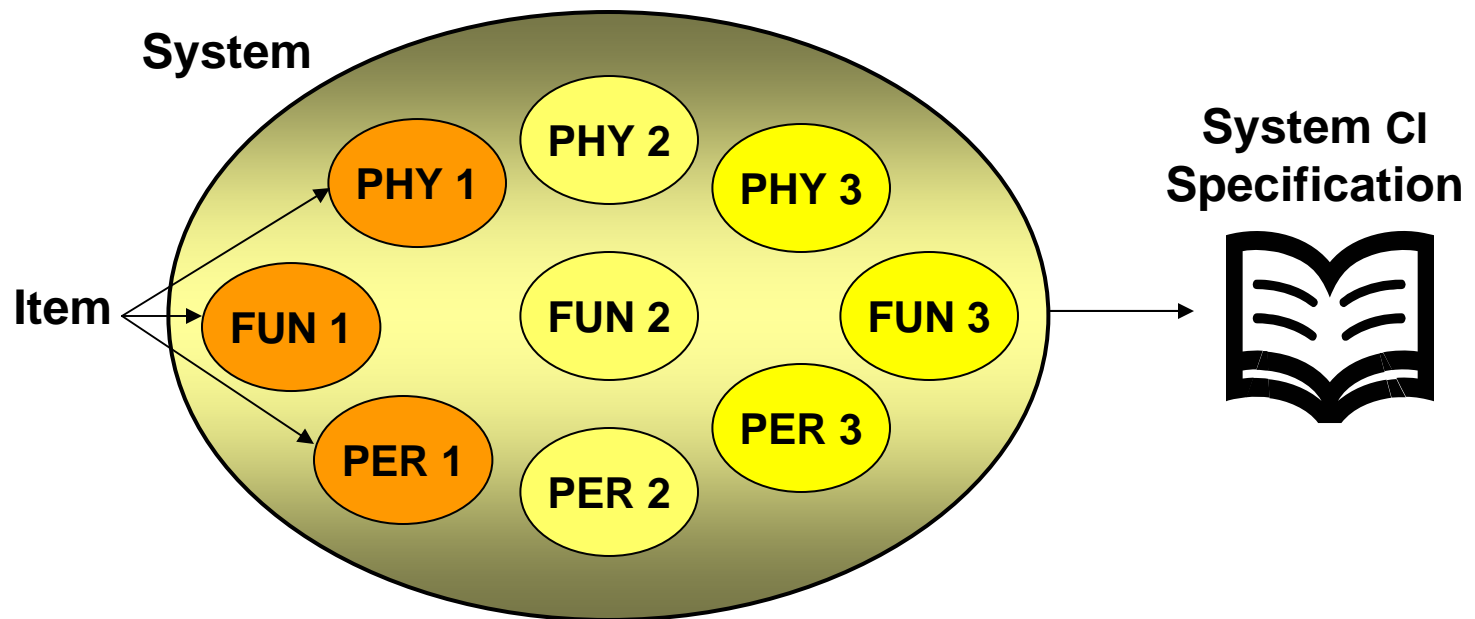 System
PHY 1
PHY 2
PHY 3
System CI
Specification
Item
FUN 1
FUN 2
FUN 3
PER 1
PER 2
PER 3